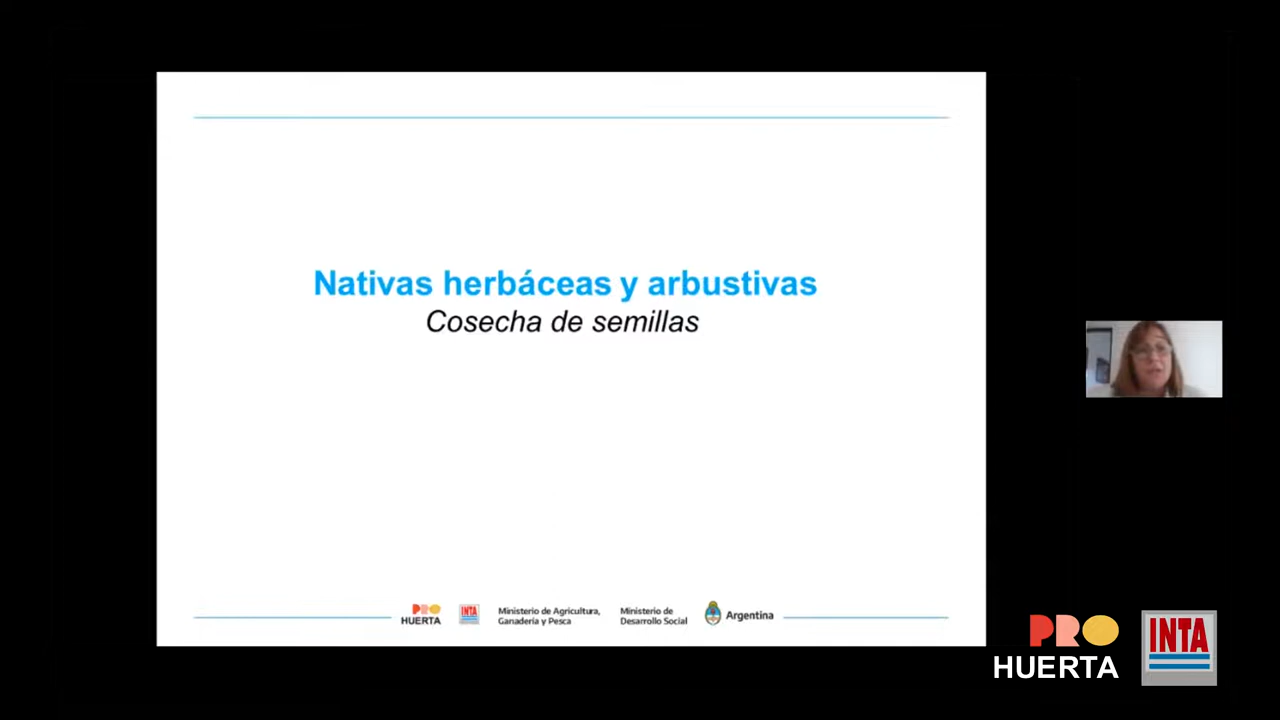 Nativas herbáceas y arbustivas
Cosecha de semillas
PRO
HUERTA
INTA
Ministerio de Agricultura,
Ganadería y Pesca
Ministerio de
Desarrollo Social
Argentina
PRO
HUERTA
INTA